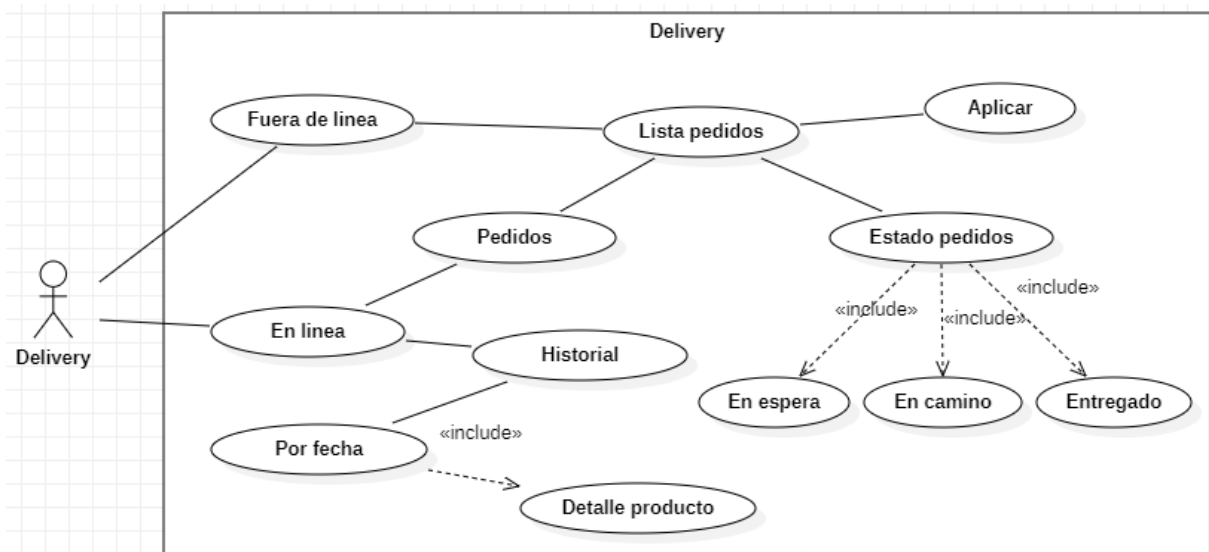 Delivery
Fuera de linea
Lista pedidos
Aplicar
Pedidos
Estado pedidos
Delivery
En linea
Historial
«include»
«include»
«include»
En espera
En camino
Entregado
Por fecha
«include»
Detalle producto